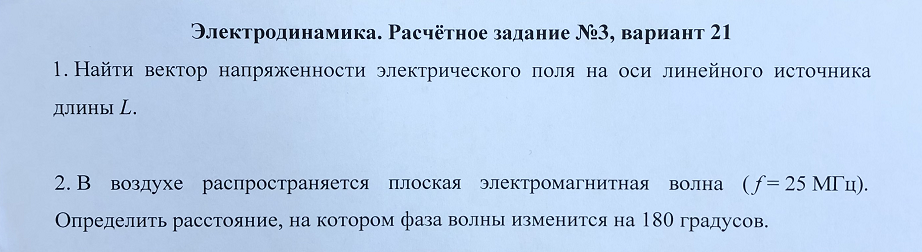 Электродинамика. Расчётное задание №3, вариант 21
1. Найти вектор напряженности электрического поля на оси линейного источника
длины L.
2. В воздухе распространяется плоская электромагнитная волна (f = 25 МГц).
Определить расстояние, на котором фаза волны изменится на 180 градусов.